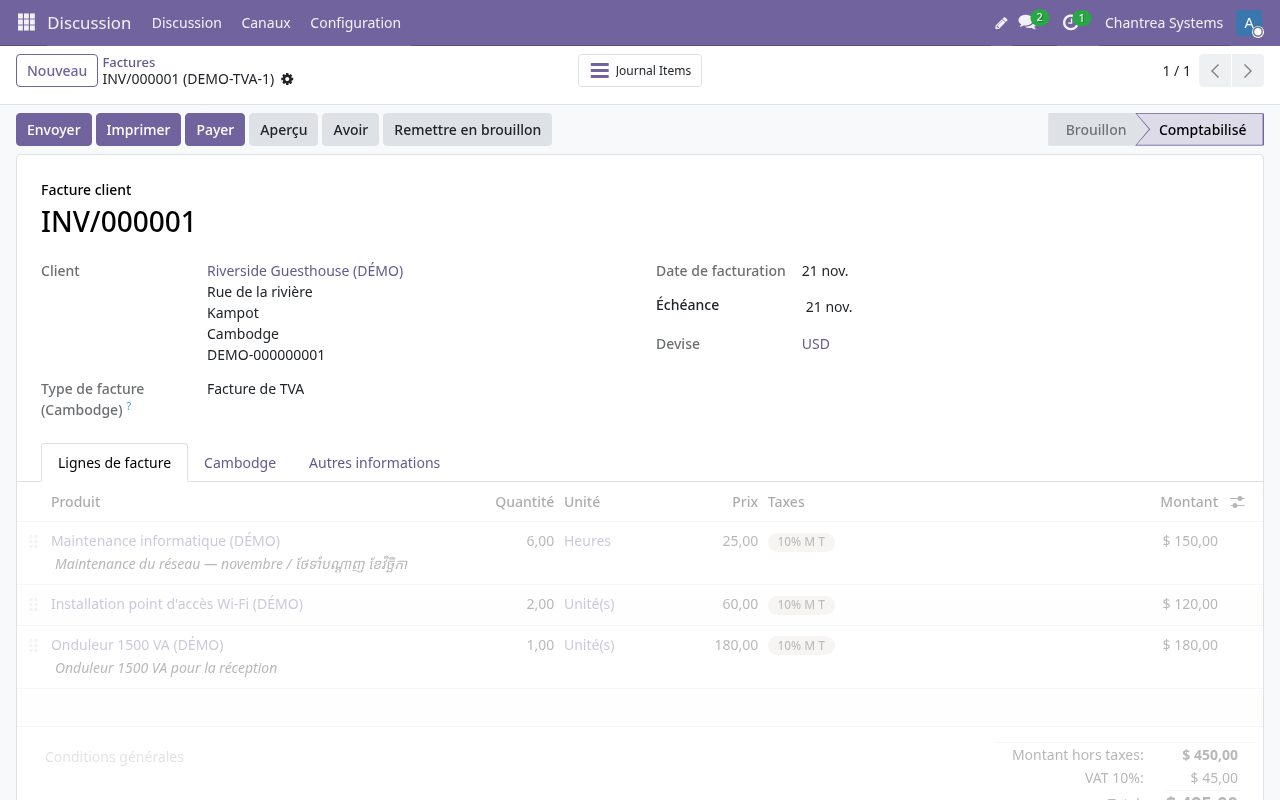 Discussion Discussion Canaux Configuration 2 1 Chantrea Systems A
Nouveau Factures
INV/000001 (DEMO-TVA-1)
Journal Items
1 / 1
Envoyer Imprimer Payer Aperçu Avoir Remettre en brouillon Brouillon Comptabilisé
Facture client
INV/000001
Client Riverside Guesthouse (DÉMO)
Rue de la rivière
Kampot
Cambodge
DEMO-000000001
Date de facturation 21 nov.
Échéance 21 nov.
Devise USD
Type de facture (Cambodge) ? Facture de TVA
Lignes de facture Cambodge Autres informations
Produit Quantité Unité Prix Taxes Montant
Maintenance informatique (DÉMO) 6,00 Heures 25,00 10% M T $ 150,00
Maintenance du réseau — novembre / ថែទាំបណ្ដាញ ខែវិច្ឆិកា
Installation point d'accès Wi-Fi (DÉMO) 2,00 Unité(s) 60,00 10% M T $ 120,00
Onduleur 1500 VA (DÉMO) 1,00 Unité(s) 180,00 10% M T $ 180,00
Onduleur 1500 VA pour la réception
Conditions générales
Montant hors taxes: $ 450,00
VAT 10%: $ 45,00